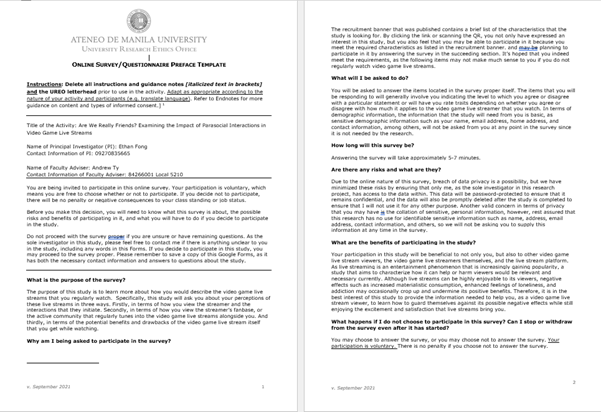 ATENEO DE MANILA UNIVERSITY
UNIVERSITY RESEARCH ETHICS OFFICE
ONLINE SURVEY/QUESTIONNAIRE PREFACE TEMPLATE
Instructions: Delete all instructions and guidance notes [italicized text in brackets]
and the UREO letterhead prior to use in the activity. Adapt as appropriate according to the
nature of your activity and participants (e.g. translate language). Refer to Endnotes for more
guidance on content and types of informed consent.] 1
Title of the Activity: Are We Really Friends? Examining the Impact of Parasocial Interactions in
Video Game Live Streams
Name of Principal Investigator (PI): Ethan Fong
Contact Information of PI: 09270835665
Name of Faculty Adviser: Andrew Ty
Contact Information of Faculty Adviser: 84266001 Local 5210
You are being invited to participate in this online survey. Your participation is voluntary, which
means you are free to choose whether or not to participate. If you decide not to participate,
there will be no penalty or negative consequences to your class standing or job status.
Before you make this decision, you will need to know what this survey is about, the possible
risks and benefits of participating in it, and what you will have to do if you decide to participate
in the study.
Do not proceed with the survey proper if you are unsure or have remaining questions. As the
sole investigator in this study, please feel free to contact me if there is anything unclear to you
in the study, including any words in this Forms. If you decide to participate in this study, you
may proceed to the survey proper. Please remember to save a copy of this Google Forms, as it
has both the necessary contact information and answers to questions about the study.
What is the purpose of the survey?
The purpose of this study is to learn more about how you would describe the video game live
streams that you regularly watch. Specifically, this study will ask about your perceptions of
these live streams in three ways. Firstly, in terms of how you view the streamer and the
interactions that they initiate. Secondly, in terms of how you view the streamer's fanbase, or
the active community that regularly tunes into the video game live streams alongside you. And
thirdly, in terms of the potential benefits and drawbacks of the video game live stream itself
that you get while watching.
Why am I being asked to participate in the survey?
v. September 2021
1
The recruitment banner that was published contains a brief list of the characteristics that the
study is looking for. By clicking the link or scanning the QR, you not only have expressed an
interest in this study, but you also feel that you may be able to participate in it because you
meet the required characteristics as listed in the recruitment banner. and may be planning to
participate in it by answering the survey in the succeeding section. It's hoped that you indeed
meet the requirements, as the following items may not make much sense to you if you do not
regularly watch video game live streams.
What will I be asked to do?
You will be asked to answer the items located in the survey proper itself. The items that you will
be responding to will generally involve you indicating the level to which you agree or disagree
with a particular statement or will have you rate traits depending on whether you agree or
disagree with how much it applies to the video game live streamer that you watch. In terms of
demographic information, the information that the study will need from you is basic, as
sensitive demographic information such as your name, email address, home address, and
contact information, among others, will not be asked from you at any point during the survey
since it is not needed by the research.
How long will this survey be?
Answering the survey will take approximately 5-7 minutes.
Are there any risks and what are they?
Due to the online nature of this survey, breach of data privacy is a possibility, but we have
minimized these risks by ensuring that only me, as the sole investigator in this research
project, has access to the data within. This data will be password-protected to ensure that it
remains confidential, and the data will also be promptly deleted after the study is completed to
ensure that I will not use it for any other purpose. Another valid concern in terms of privacy
that you may have is the collation of sensitive, personal information, however, rest assured that
this research has no use for identifiable sensitive information such as name, address, email
address, contact information, and others, so we will not be asking you to supply this
information at any time in the survey.
What are the benefits of participating in the study?
Your participation in this study will be beneficial to not only you, but also to other video game
live stream viewers, the video game streamers themselves, and the live stream platform.
As live streaming is an entertainment phenomenon that is increasingly gaining popularity, a
study that aims to characterize how it can help or harm viewers would be relevant and
necessary currently. Although live streams can be highly enjoyable to its viewers, negative
effects such as increased materialistic consumption, enhanced feelings of loneliness, and
addiction may occasionally crop up and undermine its positive benefits. Therefore, it is in the
best interest of this study to provide the information needed to help you, as a video game live
stream viewer, to learn how to guard themselves against its possible negative effects while still
enjoying the excitement and satisfaction that live streams bring you.
What happens if I do not choose to participate in this survey? Can I stop or withdraw
from the survey even after it has started?
You may choose to answer the survey, or you may choose not to answer the survey. Your
participation is voluntary. There is no penalty if you choose not to answer the survey.
v. September 2021
2